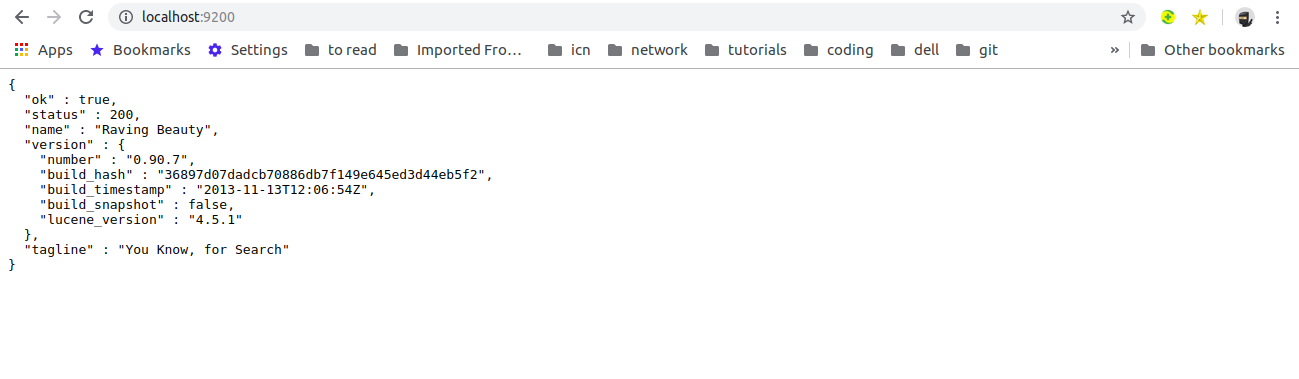 localhost:9200
Apps Bookmarks Settings to read Imported Fro... icn network tutorials coding dell git » Other bookmarks
{
  "ok" : true,
  "status" : 200,
  "name" : "Raving Beauty",
  "version" : {
    "number" : "0.90.7",
    "build_hash" : "36897d07dadcb70886db7f149e645ed3d44eb5f2",
    "build_timestamp" : "2013-11-13T12:06:54Z",
    "build_snapshot" : false,
    "lucene_version" : "4.5.1"
  },
  "tagline" : "You Know, for Search"
}